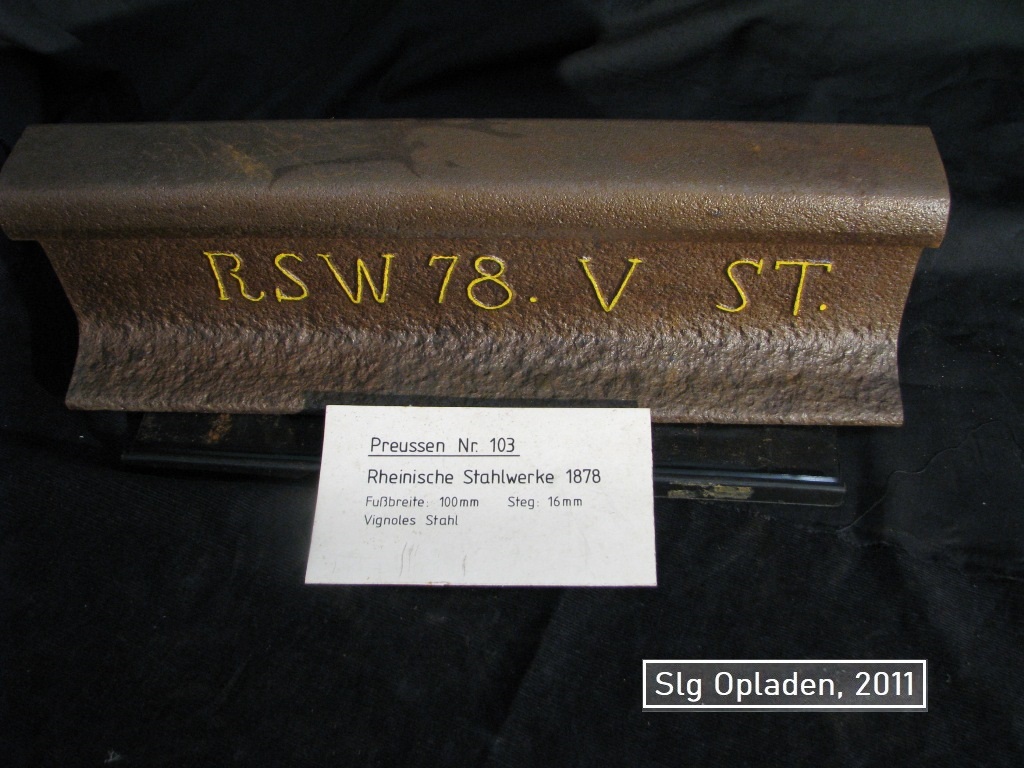 RSW 78. V ST.
Preussen Nr. 103
Rheinische Stahlwerke 1878
Fußbreite: 100mm Steg: 16mm
Vignoles Stahl
Slg Opladen, 2011